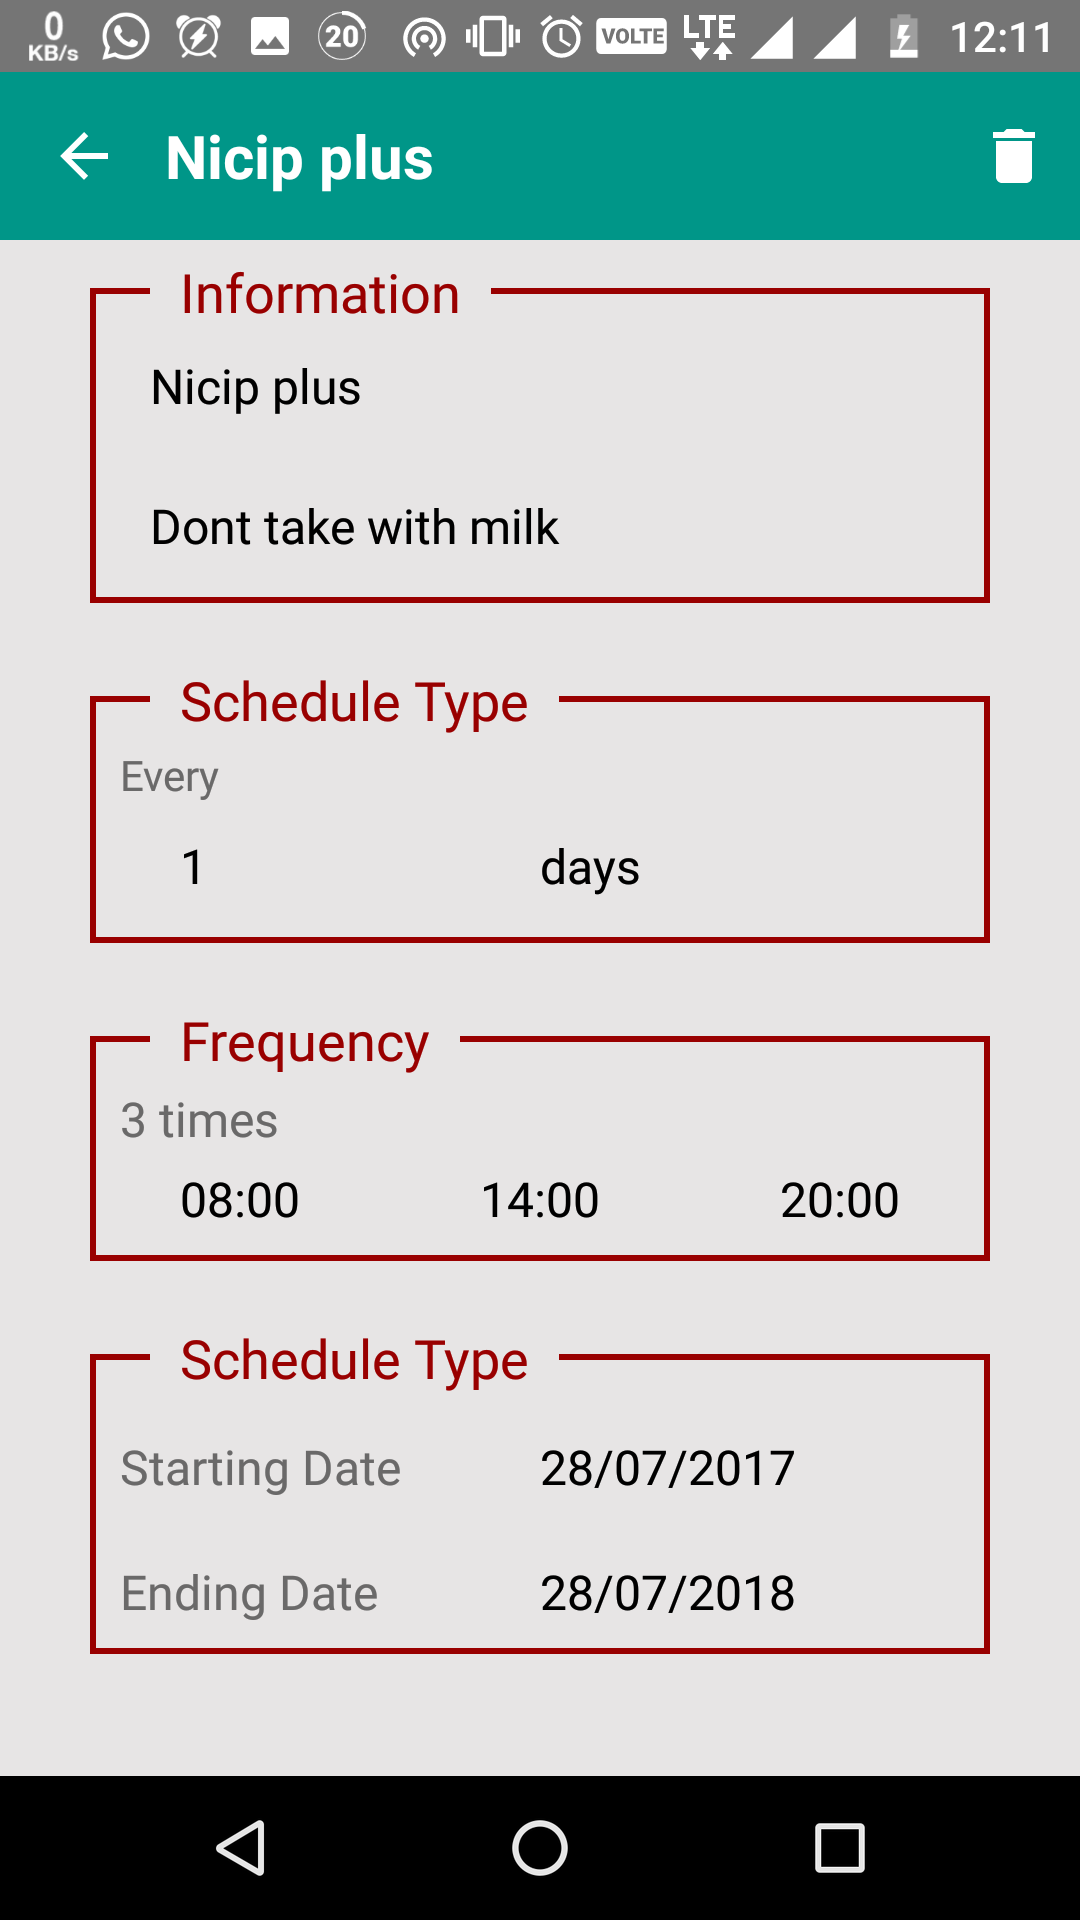 0 KB/s 20 VOLTE LTE 12:11
Nicip plus
Information
Nicip plus
Dont take with milk
Schedule Type
Every
1 days
Frequency
3 times
08:00 14:00 20:00
Schedule Type
Starting Date 28/07/2017
Ending Date 28/07/2018